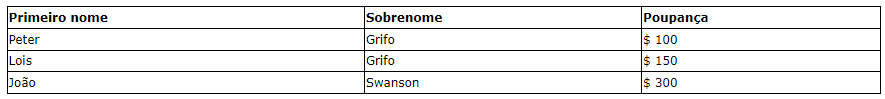 Primeiro nome Sobrenome Poupança
Peter Grifo $ 100
Lois Grifo $ 150
João Swanson $ 300